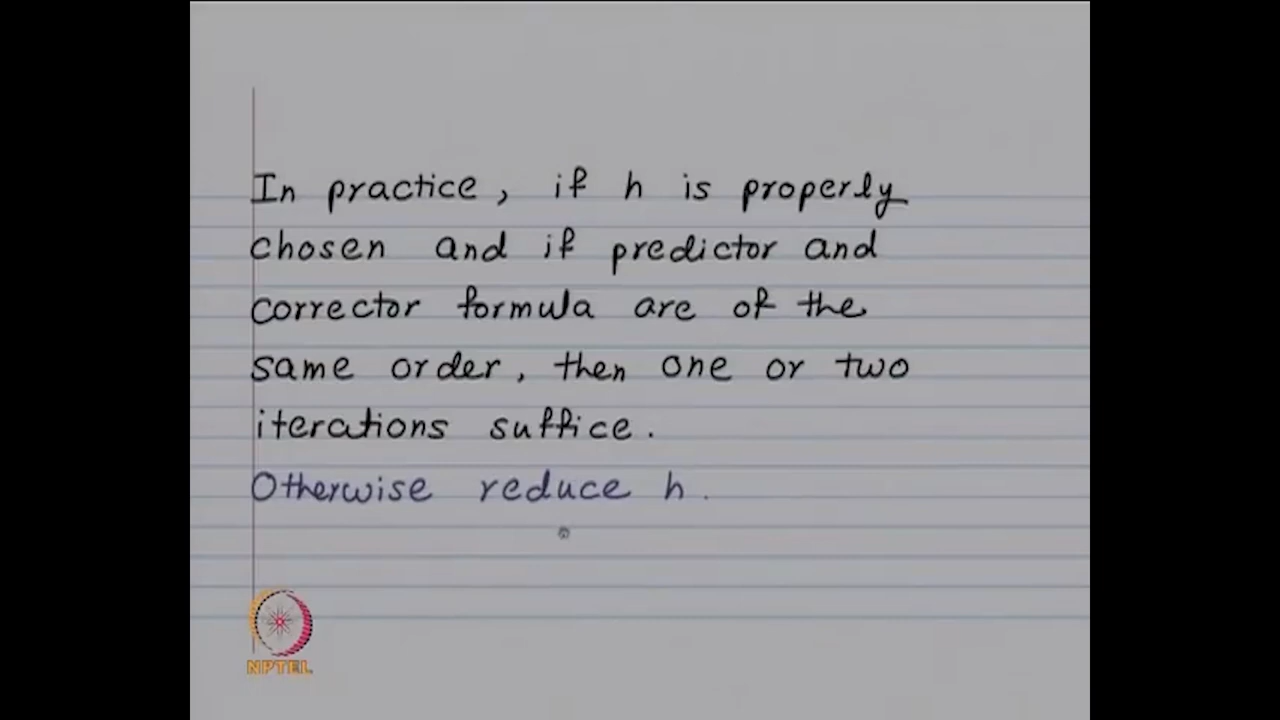 In practice, if h is properly
chosen and if predictor and
corrector formula are of the
same order, then one or two
iterations suffice.
Otherwise reduce h.
NPTEL